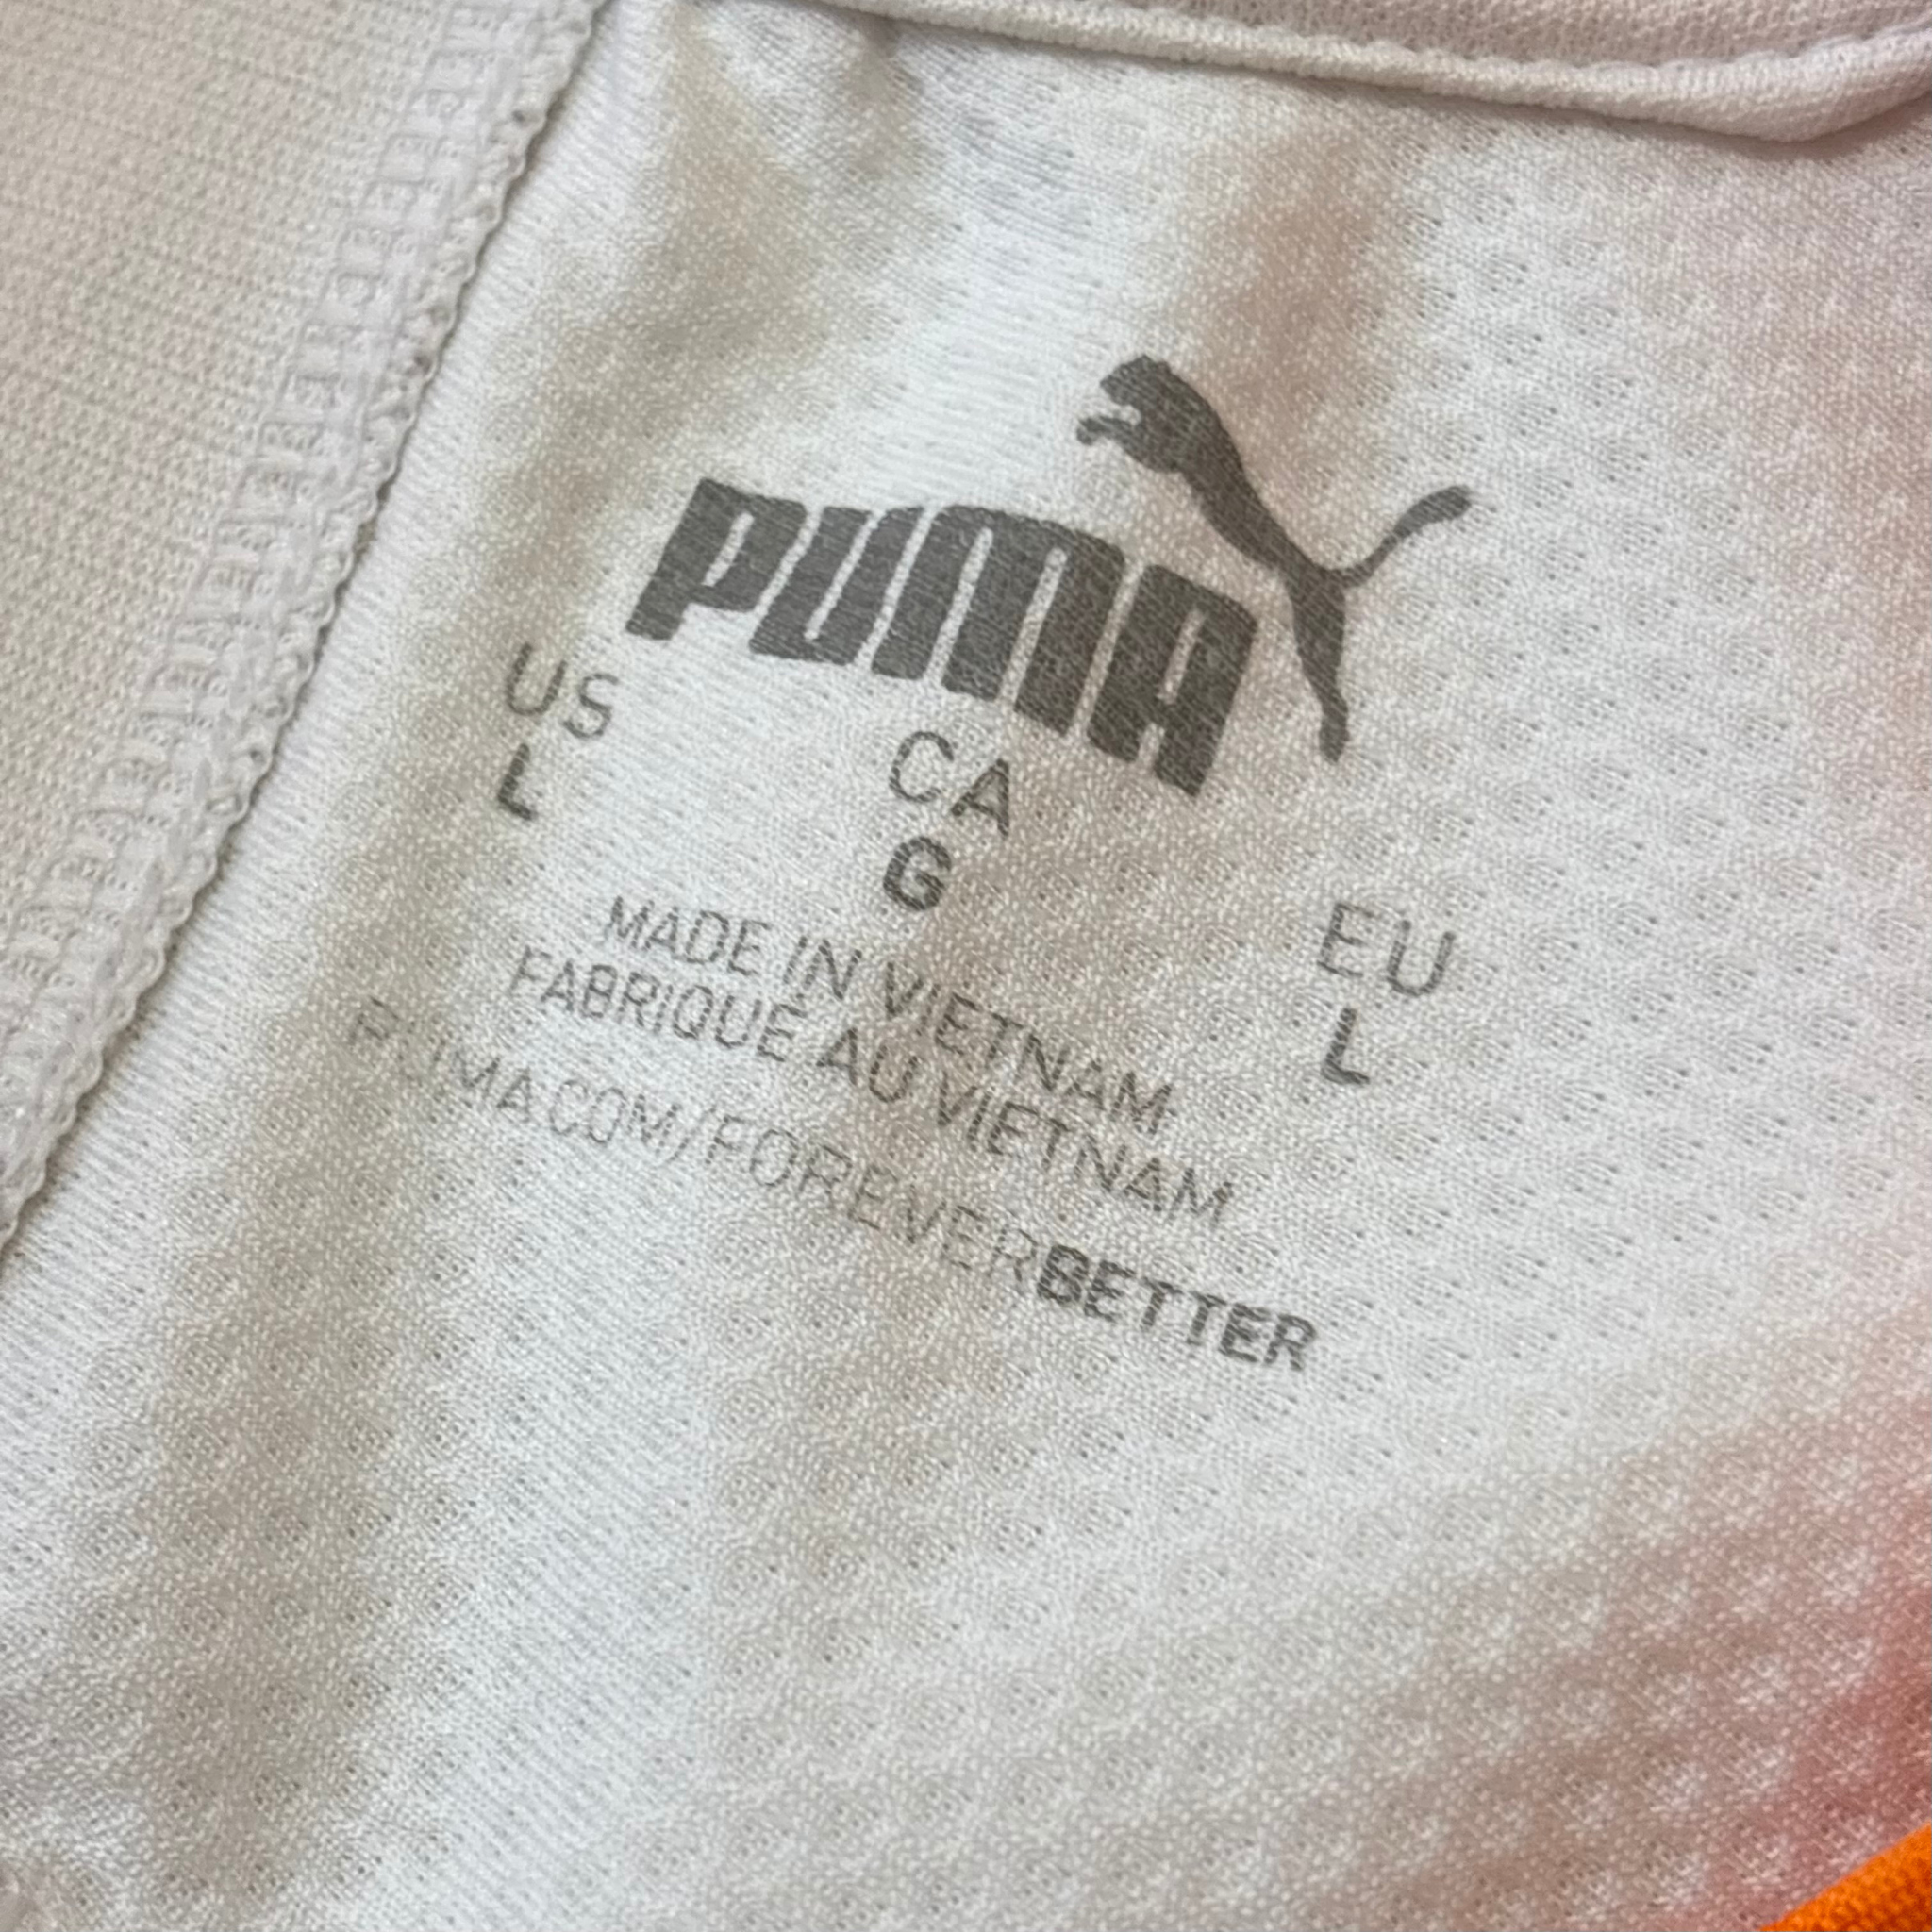 PUMA
US CA EU
L G L
MADE IN VIETNAM
FABRIQUÉ AU VIETNAM
PUMA.COM/FOREVERBETTER